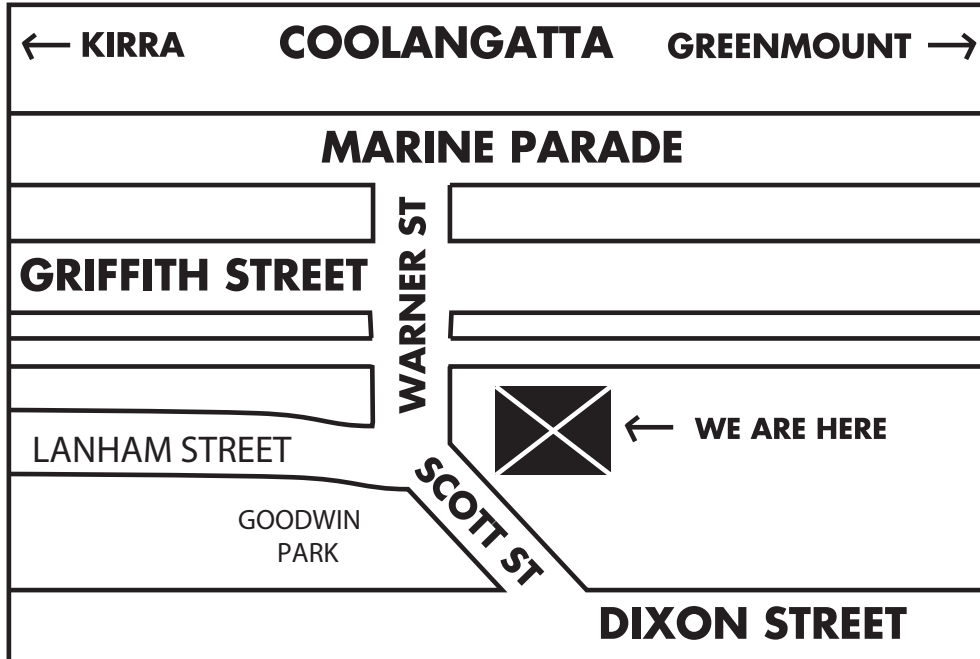 ← KIRRA COOLANGATTA GREENMOUNT →
MARINE PARADE
WARNER ST
GRIFFITH STREET
← WE ARE HERE
LANHAM STREET
SCOTT ST
GOODWIN
PARK
DIXON STREET